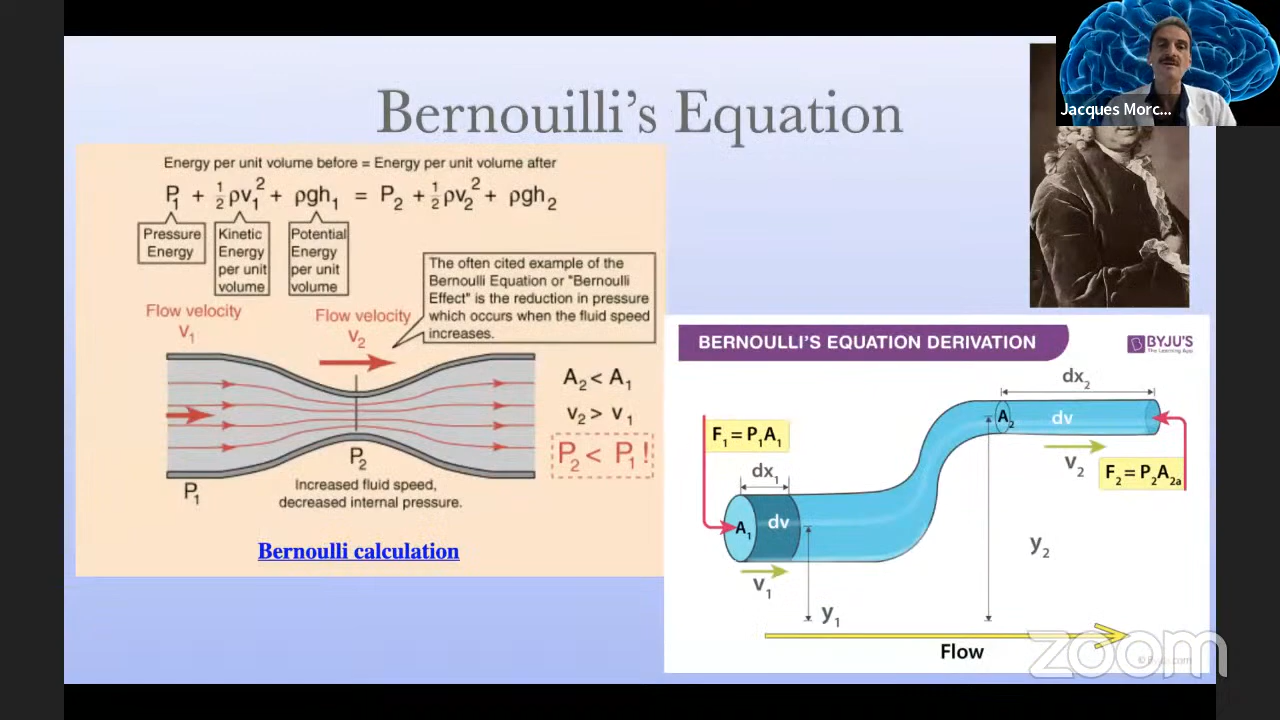 Jacques Morc...
Bernouilli's Equation
Energy per unit volume before = Energy per unit volume after
P₁ + ½ρv₁² + ρgh₁ = P₂ + ½ρv₂² + ρgh₂
Pressure
Energy
Kinetic
Energy
per unit
volume
Potential
Energy
per unit
volume
The often cited example of the
Bernoulli Equation or "Bernoulli
Effect" is the reduction in pressure
which occurs when the fluid speed
increases.
Flow velocity
v₁
Flow velocity
v₂
A₂ < A₁
v₂ > v₁
P₂ < P₁ !
P₁
P₂
Increased fluid speed,
decreased internal pressure.
Bernoulli calculation
BERNOULLI'S EQUATION DERIVATION
BYJU'S
The Learning App
dx₂
A₂
dv
v₂
F₁ = P₁A₁
F₂ = P₂A₂ₐ
dx₁
A₁
dv
v₁
y₁
y₂
Flow
zoom